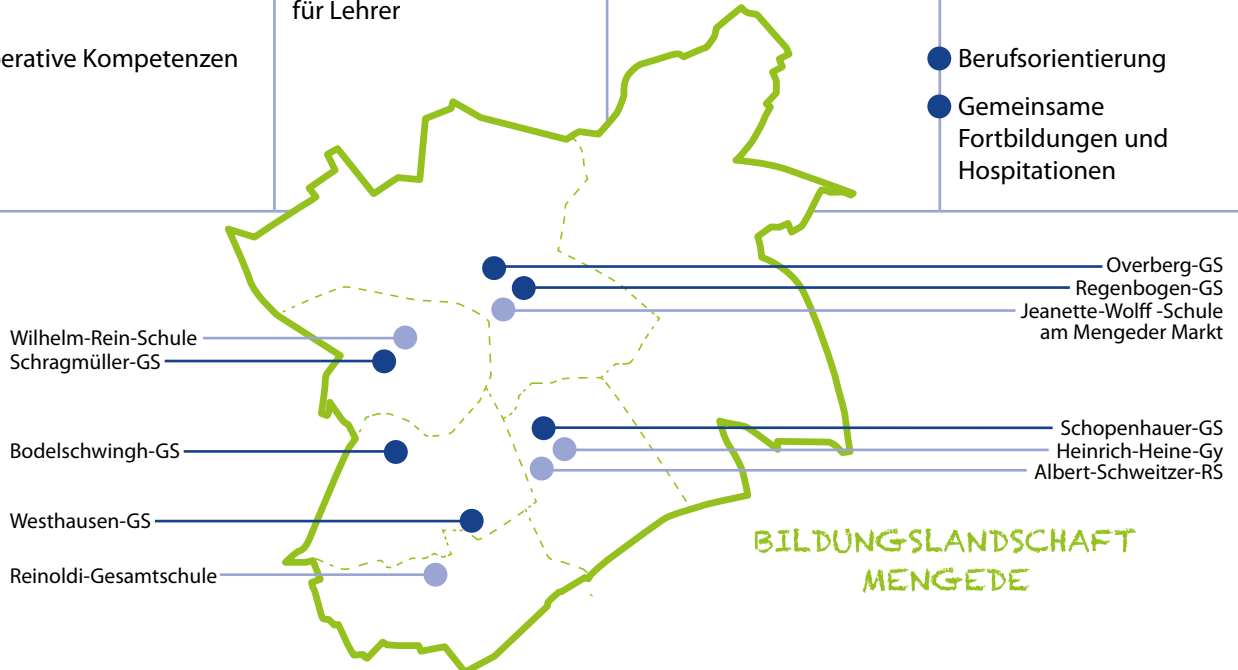 für Lehrer
erative Kompetenzen
Berufsorientierung
Gemeinsame
Fortbildungen und
Hospitationen
Overberg-GS
Regenbogen-GS
Jeanette-Wolff -Schule
am Mengeder Markt
Wilhelm-Rein-Schule
Schragmüller-GS
Bodelschwingh-GS
Westhausen-GS
Reinoldi-Gesamtschule
Schopenhauer-GS
Heinrich-Heine-Gy
Albert-Schweitzer-RS
BILDUNGSLANDSCHAFT
MENGEDE